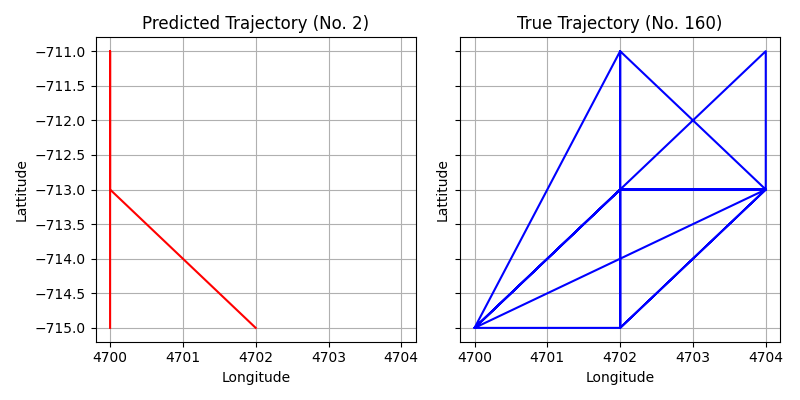 Predicted Trajectory (No. 2)
True Trajectory (No. 160)
−711.0
−711.5
−712.0
−712.5
−713.0
−713.5
−714.0
−714.5
−715.0
Lattitude
Lattitude
4700 4701 4702 4703 4704
4700 4701 4702 4703 4704
Longitude
Longitude